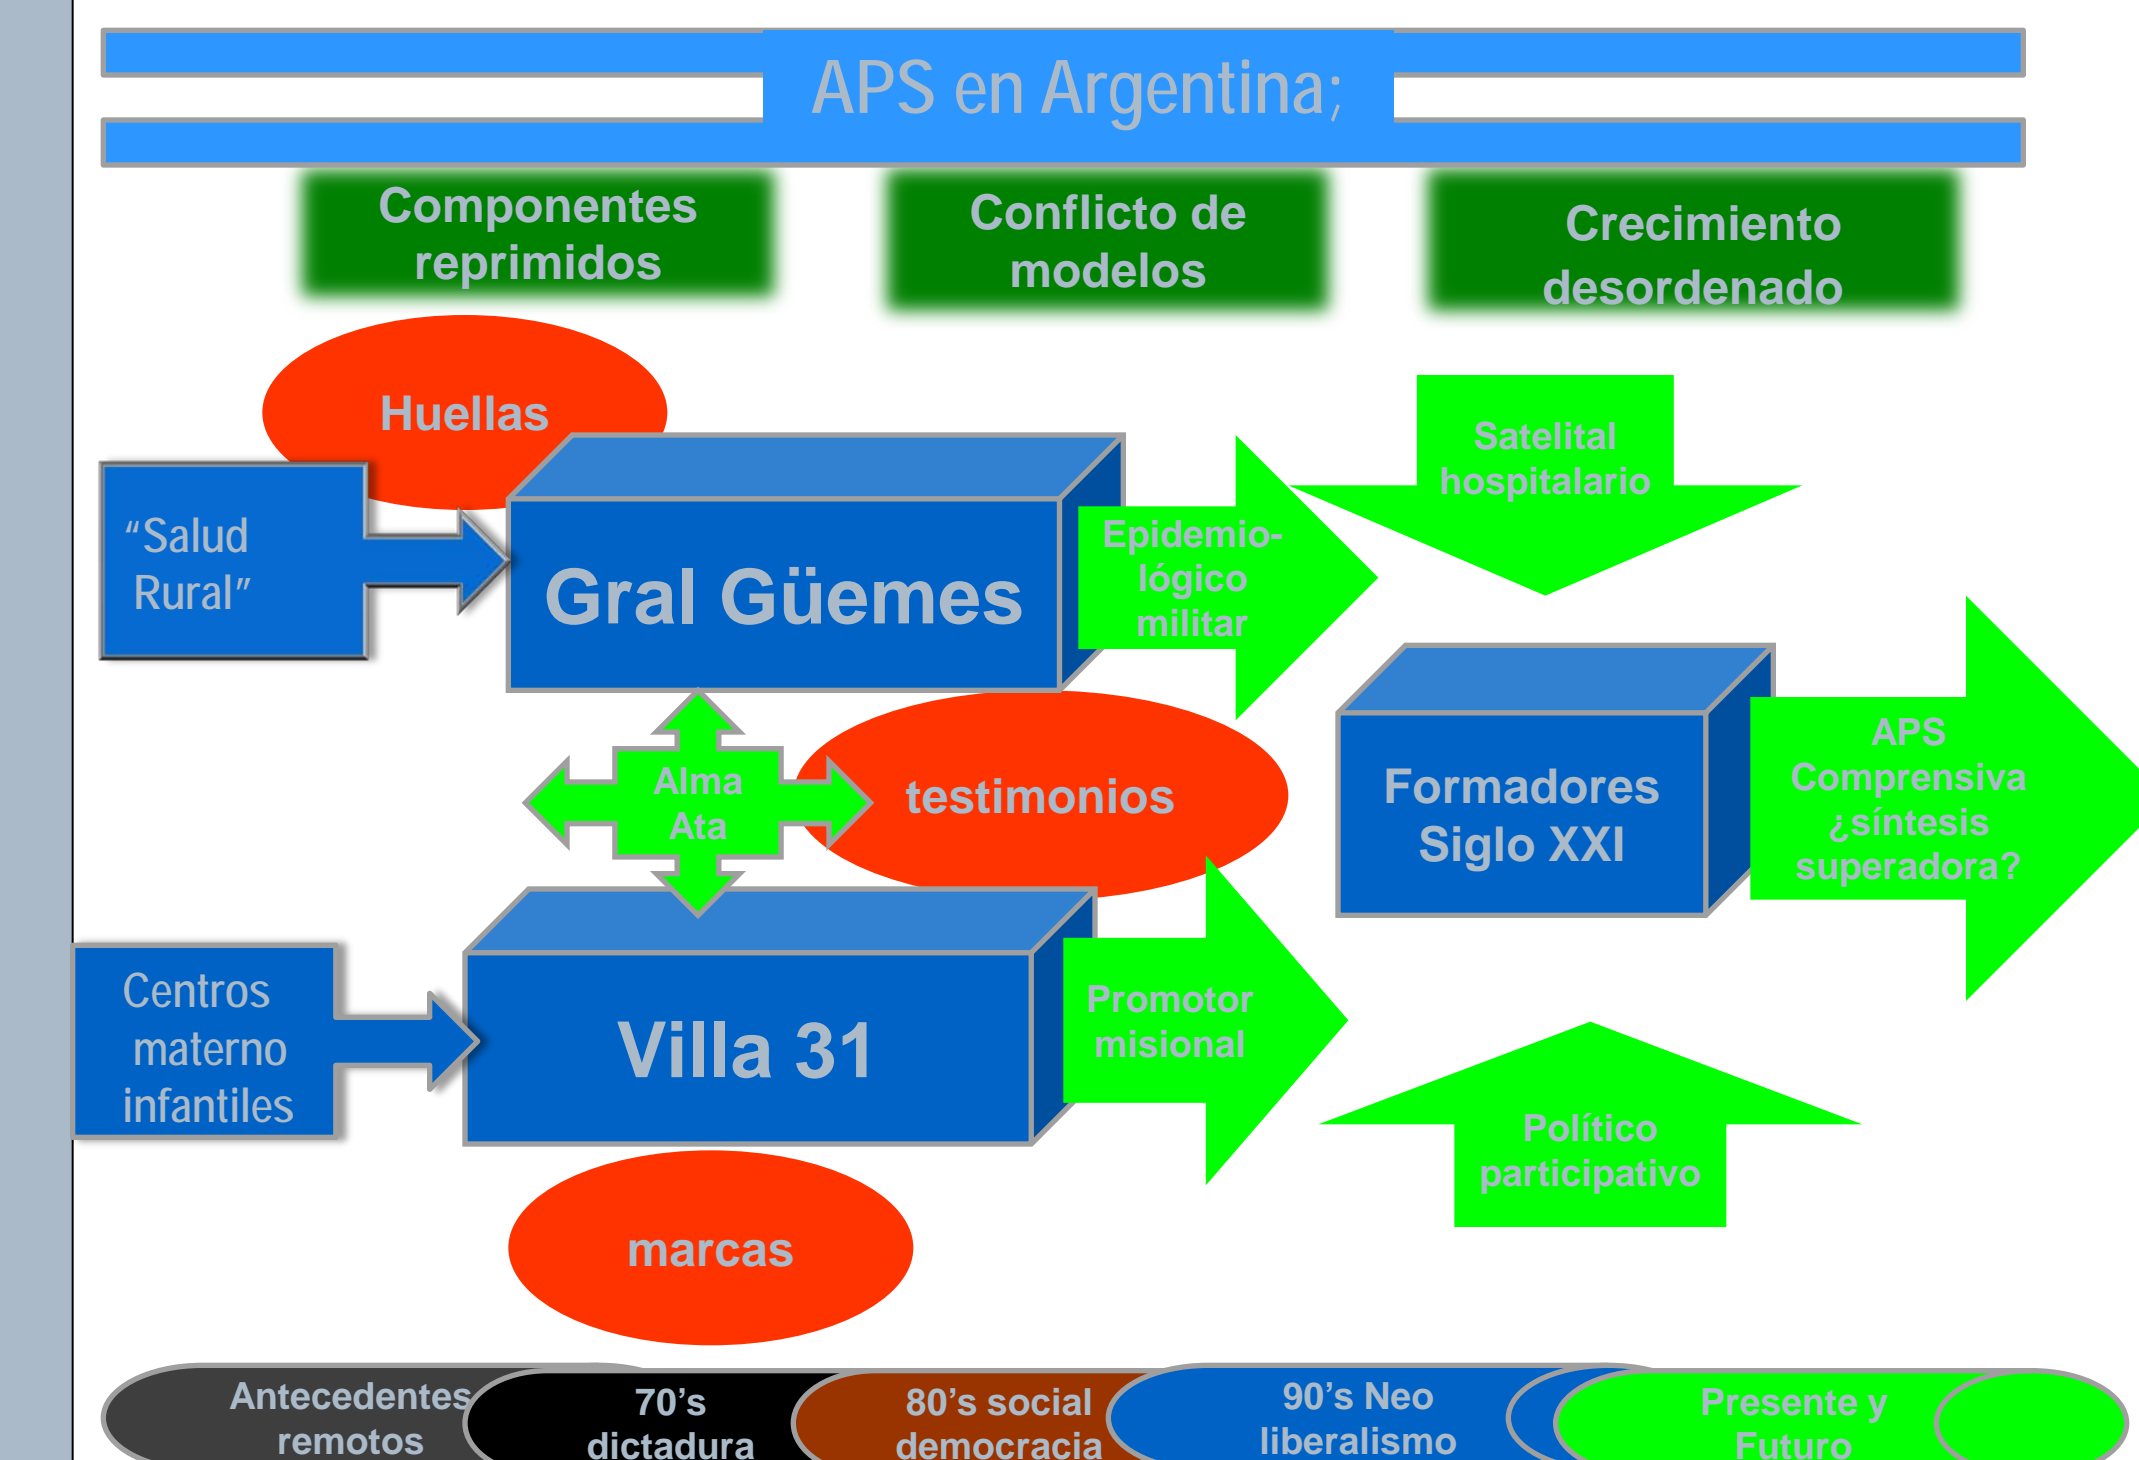 APS en Argentina;
Componentes
reprimidos
Conflicto de
modelos
Crecimiento
desordenado
Huellas
“Salud
Rural”
Gral Güemes
Epidemio-
lógico
militar
Satelital
hospitalario
Alma
Ata
testimonios
Formadores
Siglo XXI
APS
Comprensiva
¿síntesis
superadora?
Centros
materno
infantiles
Villa 31
Promotor
misional
Político
participativo
marcas
Antecedentes
remotos
70’s
dictadura
80’s social
democracia
90’s Neo
liberalismo
Presente y
Futuro